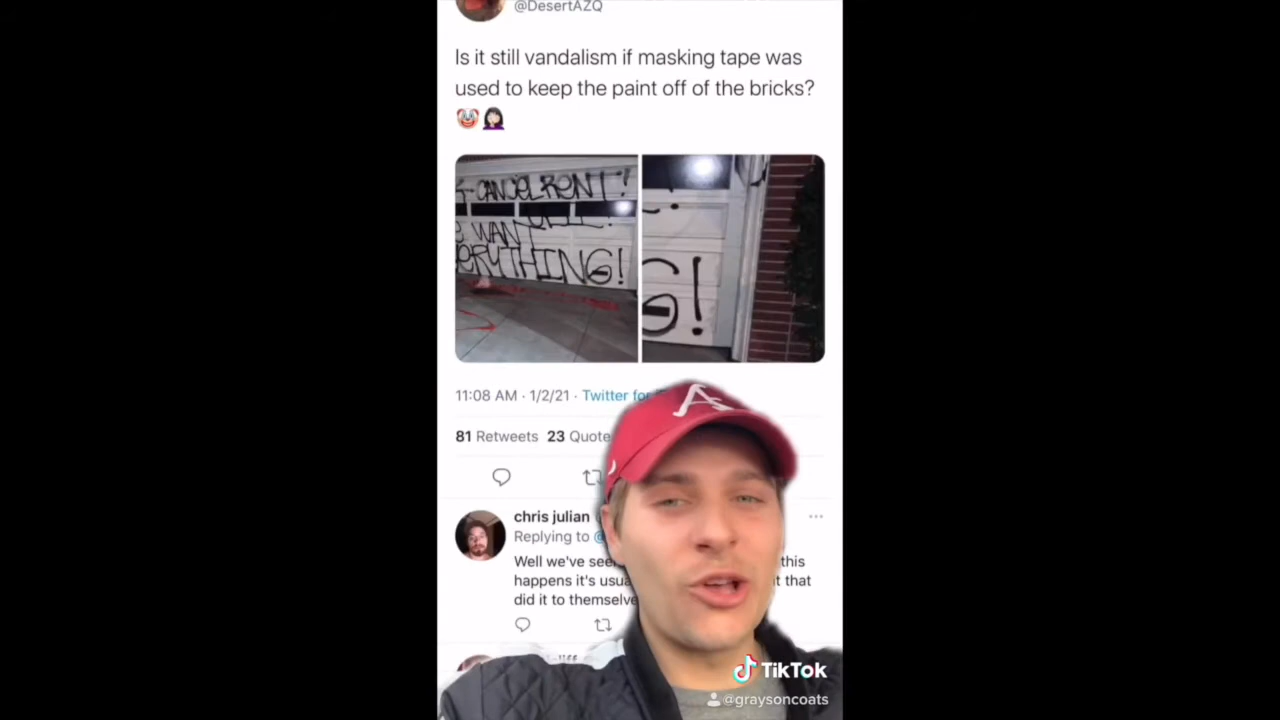 @DesertAZQ
Is it still vandalism if masking tape was
used to keep the paint off of the bricks?
CANCEL RENT!
WANT
THING!
G!
11:08 AM · 1/2/21 · Twitter for
81 Retweets 23 Quote
A
chris julian
Replying to @
Well we've see this
happens it's usua t that
did it to themselve
TikTok
@graysoncoats